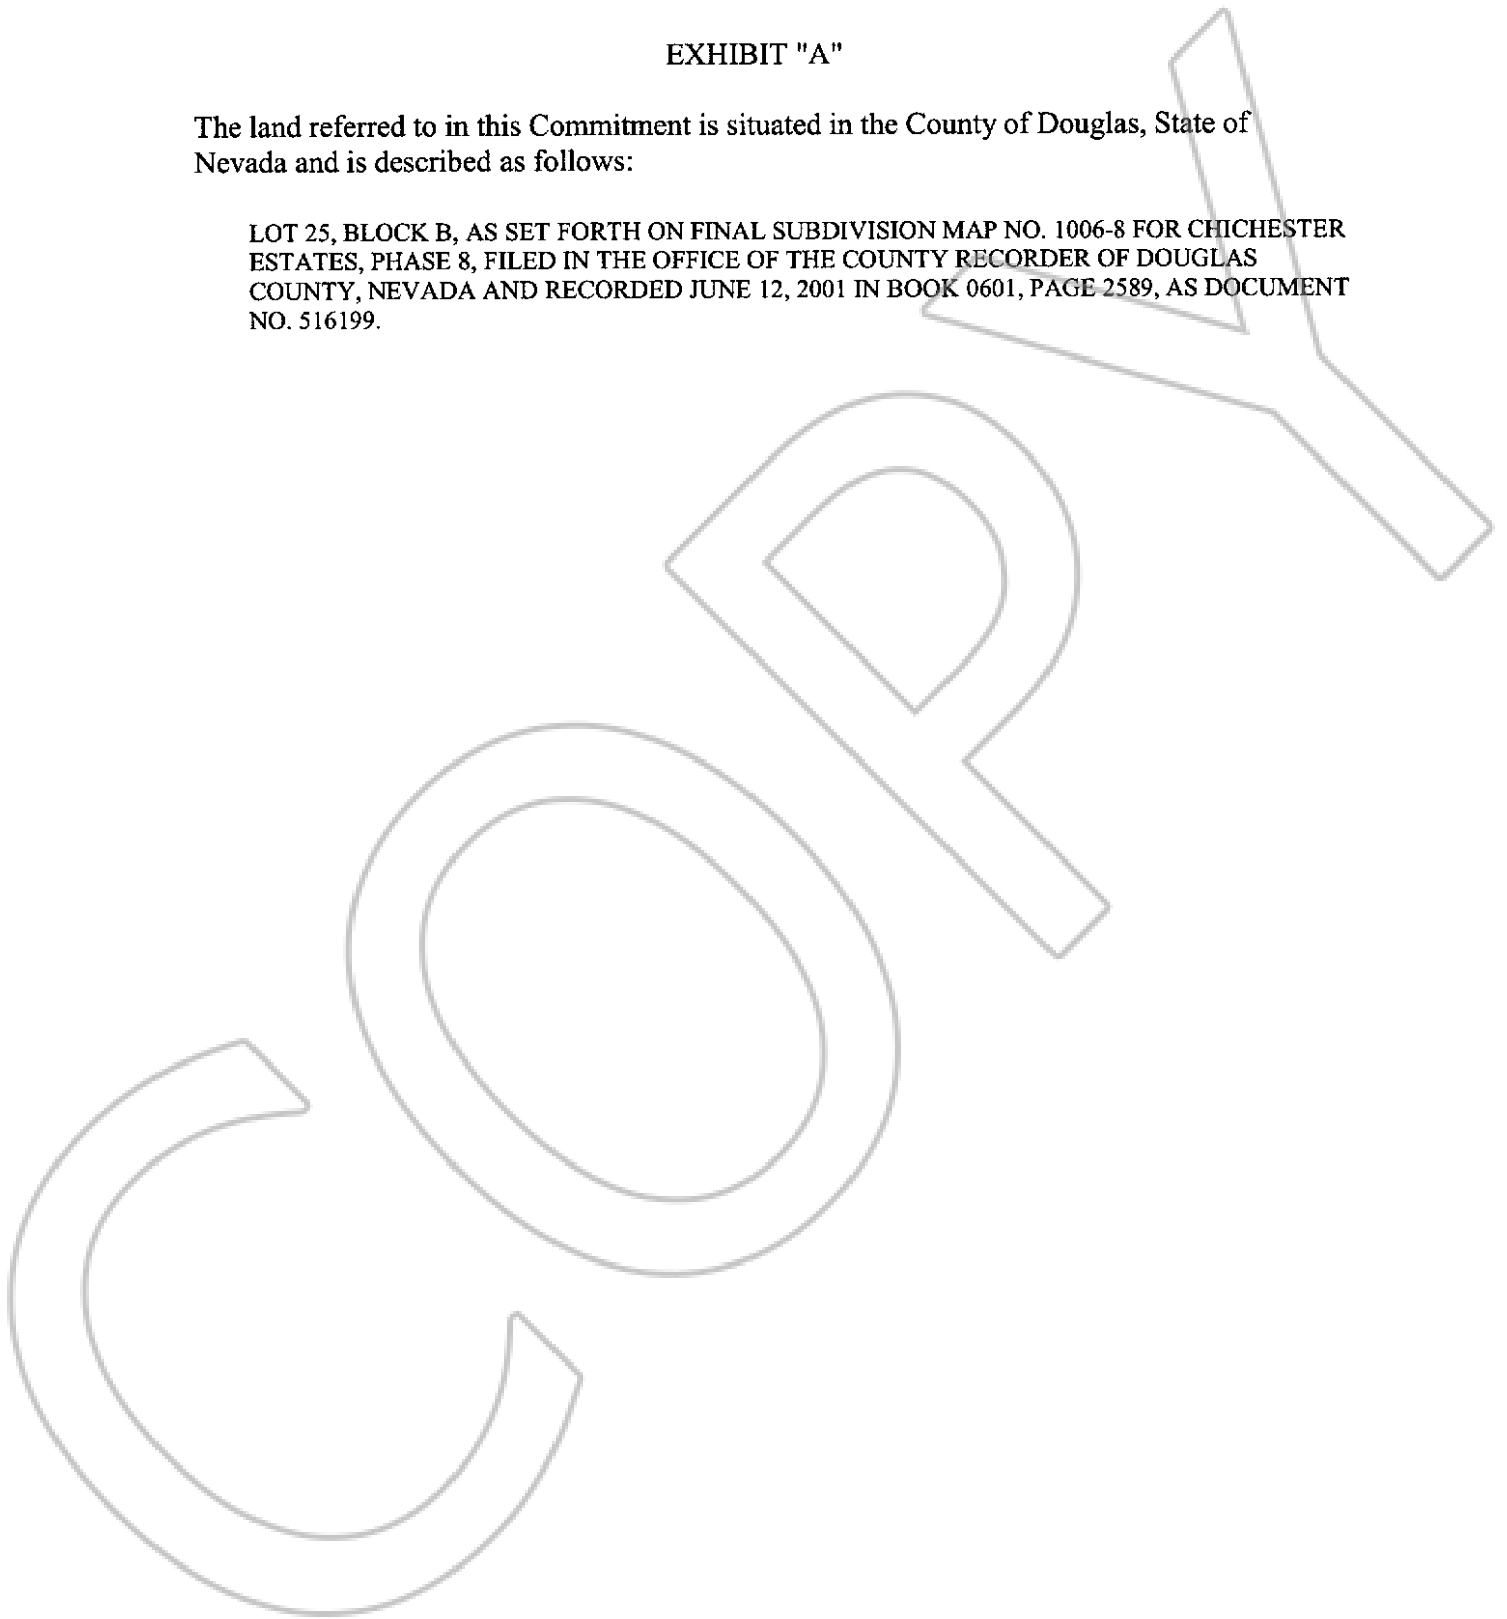 EXHIBIT "A"
The land referred to in this Commitment is situated in the County of Douglas, State of
Nevada and is described as follows:
LOT 25, BLOCK B, AS SET FORTH ON FINAL SUBDIVISION MAP NO. 1006-8 FOR CHICHESTER
ESTATES, PHASE 8, FILED IN THE OFFICE OF THE COUNTY RECORDER OF DOUGLAS
COUNTY, NEVADA AND RECORDED JUNE 12, 2001 IN BOOK 0601, PAGE 2589, AS DOCUMENT
NO. 516199.
COPY